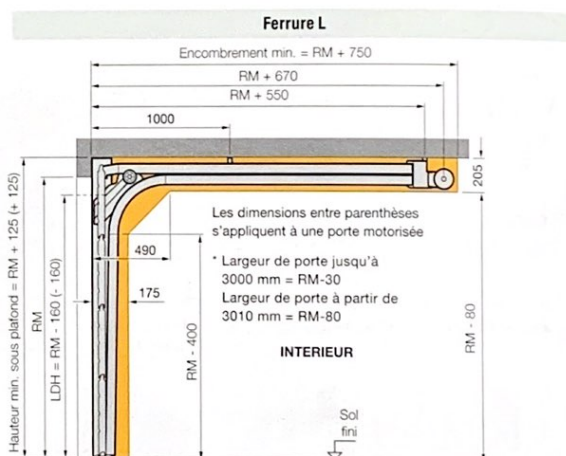 Ferrure L
Encombrement min. = RM + 750
RM + 670
RM + 550
1000
205
Hauteur min. sous plafond = RM + 125 (+ 125)
RM
LDH = RM - 160 (- 160)
Les dimensions entre parenthèses
s'appliquent à une porte motorisée
* Largeur de porte jusqu'à
3000 mm = RM-30
Largeur de porte à partir de
3010 mm = RM-80
490
175
RM - 400
INTERIEUR
RM - 80
Sol
fini